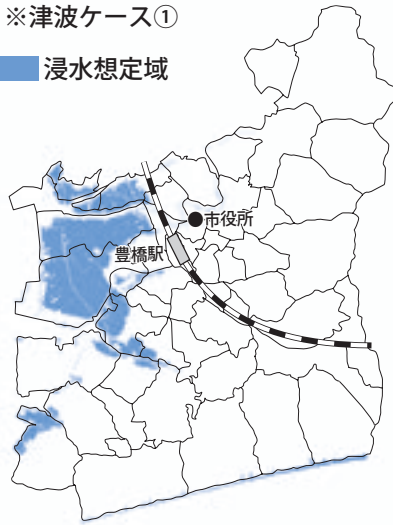 ※津波ケース①
浸水想定域
市役所
豊橋駅